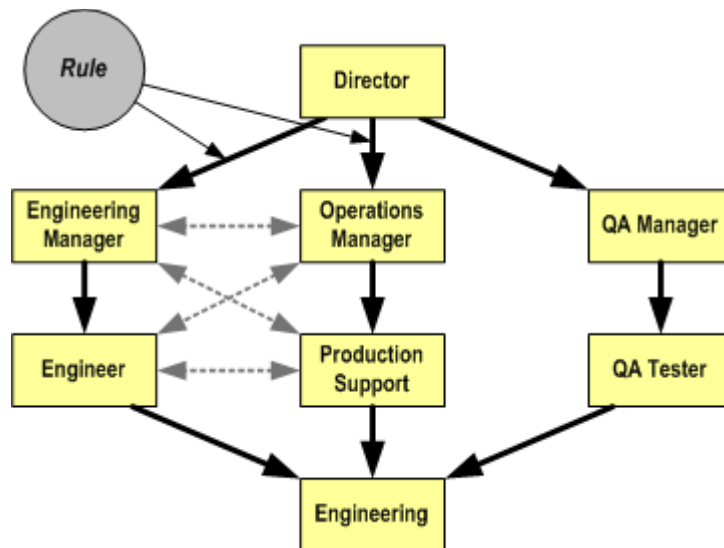 Rule
Director
Engineering
Manager
Operations
Manager
QA Manager
Engineer
Production
Support
QA Tester
Engineering